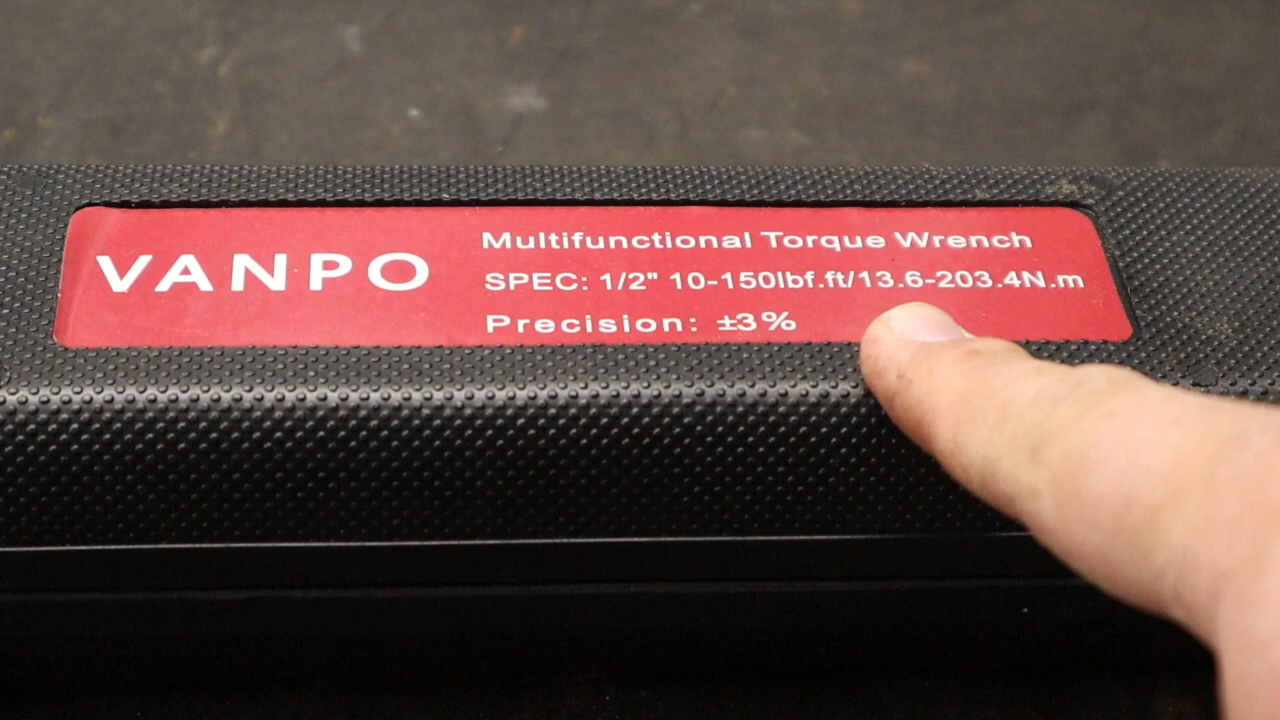 VANPO
Multifunctional Torque Wrench
SPEC: 1/2" 10-150lbf.ft/13.6-203.4N.m
Precision: ±3%